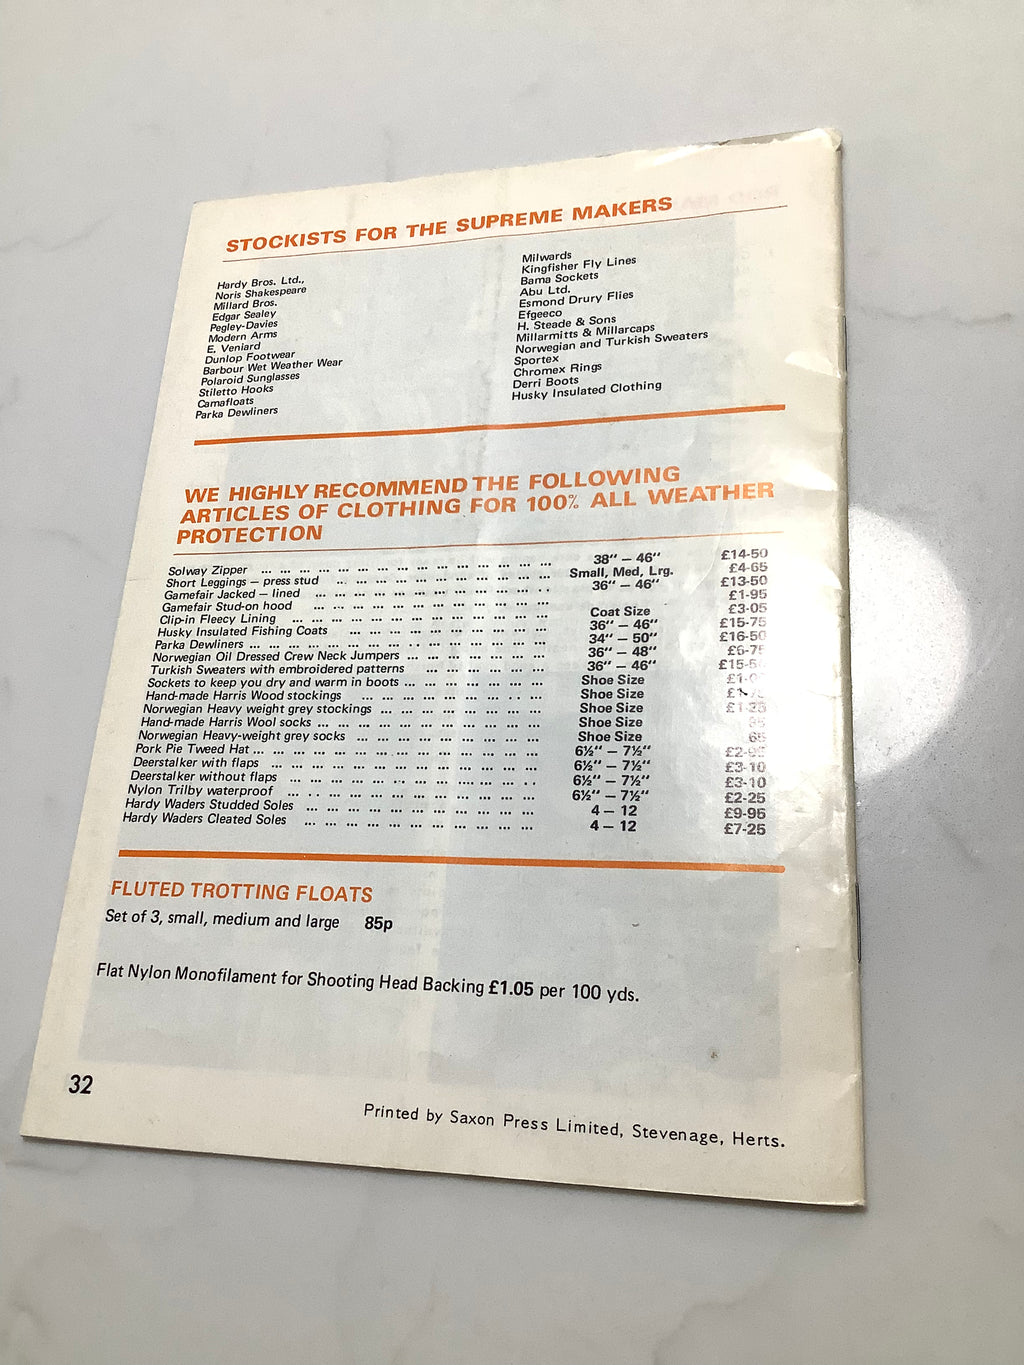 STOCKISTS FOR THE SUPREME MAKERS
Hardy Bros. Ltd.,
Noris Shakespeare
Millard Bros.
Edgar Sealey
Pegley-Davies
Modern Arms
E. Veniard
Dunlop Footwear
Barbour Wet Weather Wear
Polaroid Sunglasses
Stiletto Hooks
Camafloats
Parka Dewliners
Milwards
Kingfisher Fly Lines
Bama Sockets
Abu Ltd.
Esmond Drury Flies
Efgeeco
H. Steade & Sons
Millarmitts & Millarcaps
Norwegian and Turkish Sweaters
Sportex
Chromex Rings
Derri Boots
Husky Insulated Clothing
WE HIGHLY RECOMMEND THE FOLLOWING
ARTICLES OF CLOTHING FOR 100% ALL WEATHER
PROTECTION
Solway Zipper ... 38" – 46" £14-50
Short Leggings – press stud ... Small, Med, Lrg. £4-65
Gamefair Jacked – lined ... 36" – 46" £13-50
Gamefair Stud-on hood ... £1-95
Clip-in Fleecy Lining ... Coat Size £3-05
Husky Insulated Fishing Coats ... 36" – 46" £15-75
Parka Dewliners ... 34" – 50" £16-50
Norwegian Oil Dressed Crew Neck Jumpers ... 36" – 48"
Turkish Sweaters with embroidered patterns ... 36" – 46"
Sockets to keep you dry and warm in boots ... Shoe Size
Hand-made Harris Wood stockings ... Shoe Size
Norwegian Heavy weight grey stockings ... Shoe Size
Hand-made Harris Wool socks ... Shoe Size
Norwegian Heavy-weight grey socks ... Shoe Size
Pork Pie Tweed Hat ... 6½" – 7½"
Deerstalker with flaps ... 6½" – 7½" £3-10
Deerstalker without flaps ... 6½" – 7½" £3-10
Nylon Trilby waterproof ... 6½" – 7½" £2-25
Hardy Waders Studded Soles ... 4 – 12 £9-95
Hardy Waders Cleated Soles ... 4 – 12 £7-25
FLUTED TROTTING FLOATS
Set of 3, small, medium and large 85p
Flat Nylon Monofilament for Shooting Head Backing £1.05 per 100 yds.
32
Printed by Saxon Press Limited, Stevenage, Herts.